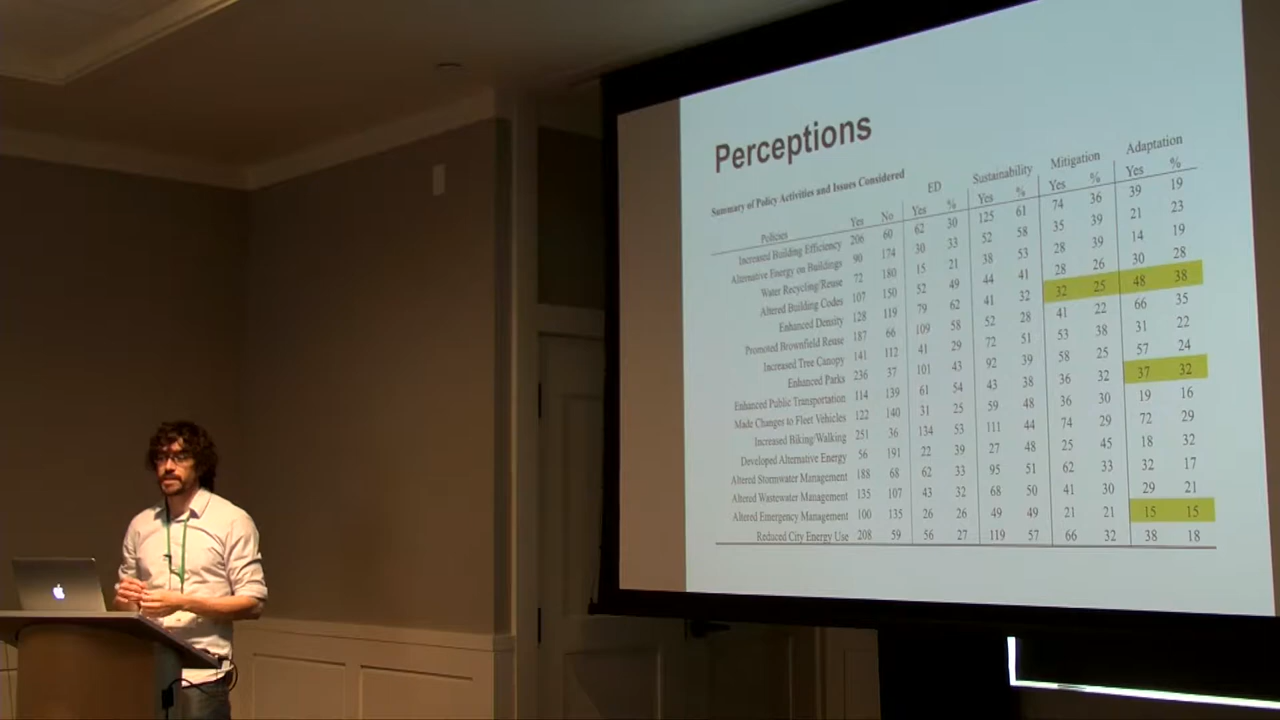 Perceptions
Summary of Policy Activities and Issues Considered
ED Sustainability Mitigation Adaptation
Policies Yes No Yes % Yes % Yes % Yes %
Increased Building Efficiency 206 60 62 30 125 61 74 36 39 19
Alternative Energy on Buildings 90 174 30 33 52 58 35 39 21 23
Water Recycling/Reuse 72 180 15 21 38 53 28 39 14 19
Altered Building Codes 107 150 52 49 44 41 28 26 30 28
Enhanced Density 128 119 79 62 41 32 32 25 48 38
Promoted Brownfield Reuse 187 66 109 58 52 28 41 22 66 35
Increased Tree Canopy 141 112 41 29 72 51 53 38 31 22
Enhanced Parks 236 37 101 43 92 39 58 25 57 24
Enhanced Public Transportation 114 139 61 54 43 38 36 32 37 32
Made Changes to Fleet Vehicles 122 140 31 25 59 48 36 30 19 16
Increased Biking/Walking 251 36 134 53 111 44 74 29 72 29
Developed Alternative Energy 56 191 22 39 27 48 25 45 18 32
Altered Stormwater Management 188 68 62 33 95 51 62 33 32 17
Altered Wastewater Management 135 107 43 32 68 50 41 30 29 21
Altered Emergency Management 100 135 26 26 49 49 21 21 15 15
Reduced City Energy Use 208 59 56 27 119 57 66 32 38 18